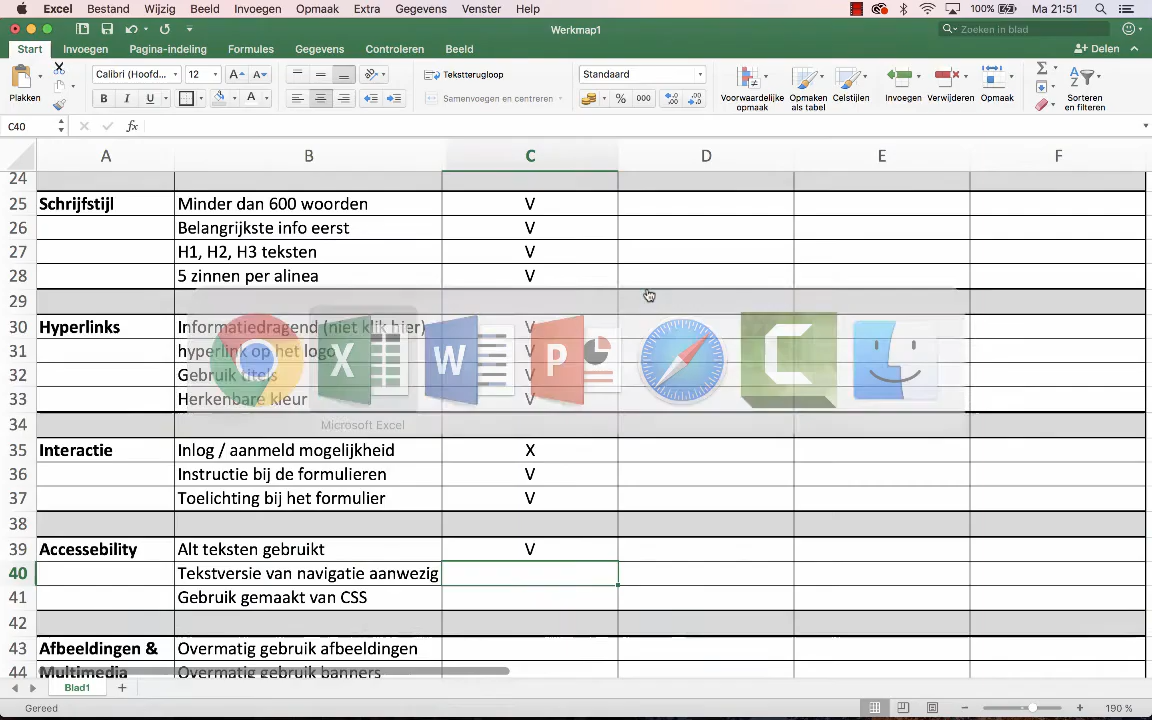 Excel Bestand Wijzig Beeld Invoegen Opmaak Extra Gegevens Venster Help 100% Ma 21:51
Werkmap1
Zoeken in blad
Start Invoegen Pagina-indeling Formules Gegevens Controleren Beeld
Delen
Plakken
Calibri (Hoofd... 12 A A
B I U A
Tekstterugloop
Samenvoegen en centreren
Standaard
% 000
Voorwaardelijke opmaak
Opmaken als tabel
Celstijlen
Invoegen Verwijderen Opmaak
Sorteren en filteren
C40 fx
A B C D E F
24
25 Schrijfstijl Minder dan 600 woorden V
26 Belangrijkste info eerst V
27 H1, H2, H3 teksten V
28 5 zinnen per alinea V
29
30 Hyperlinks Informatiedragend (niet klik hier) V
31 hyperlink op het logo V
32 Gebruik titels V
33 Herkenbare kleur V
X W P C
34 Microsoft Excel
35 Interactie Inlog / aanmeld mogelijkheid X
36 Instructie bij de formulieren V
37 Toelichting bij het formulier V
38
39 Accessebility Alt teksten gebruikt V
40 Tekstversie van navigatie aanwezig
41 Gebruik gemaakt van CSS
42
43 Afbeeldingen & Overmatig gebruik afbeeldingen
44 Multimedia Overmatig gebruik banners
Blad1 +
Gereed 190 %